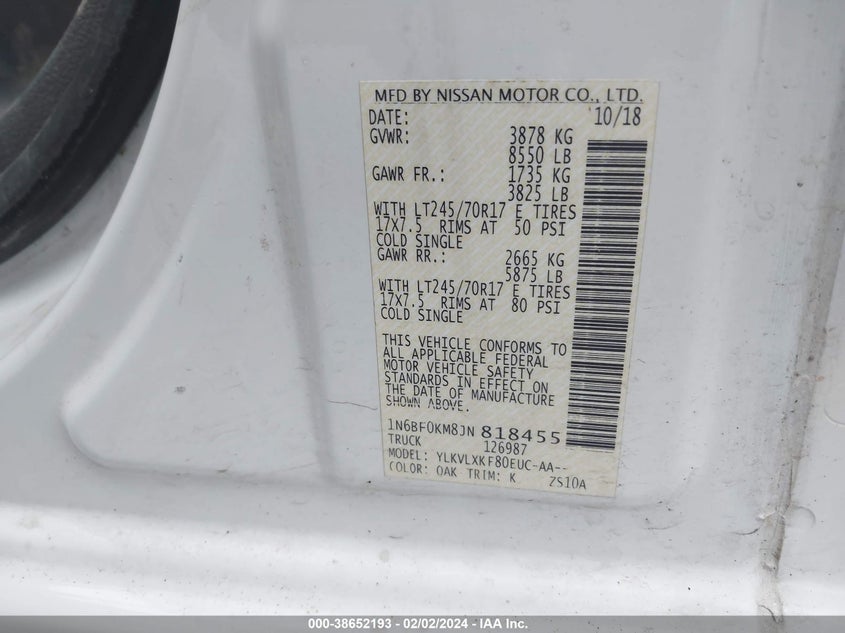 MFD BY NISSAN MOTOR CO., LTD.
DATE: 10/18
GVWR: 3878 KG
8550 LB
GAWR FR.: 1735 KG
3825 LB
WITH LT245/70R17 E TIRES
17X7.5 RIMS AT 50 PSI
COLD SINGLE
GAWR RR.: 2665 KG
5875 LB
WITH LT245/70R17 E TIRES
17X7.5 RIMS AT 80 PSI
COLD SINGLE
THIS VEHICLE CONFORMS TO
ALL APPLICABLE FEDERAL
MOTOR VEHICLE SAFETY
STANDARDS IN EFFECT ON
THE DATE OF MANUFACTURE
SHOWN ABOVE.
1N6BF0KM8JN818455
TRUCK 126987
MODEL: YLKVLXKF80EUC-AA--
COLOR: OAK TRIM: K ZS10A
000-38652193 - 02/02/2024 - IAA Inc.